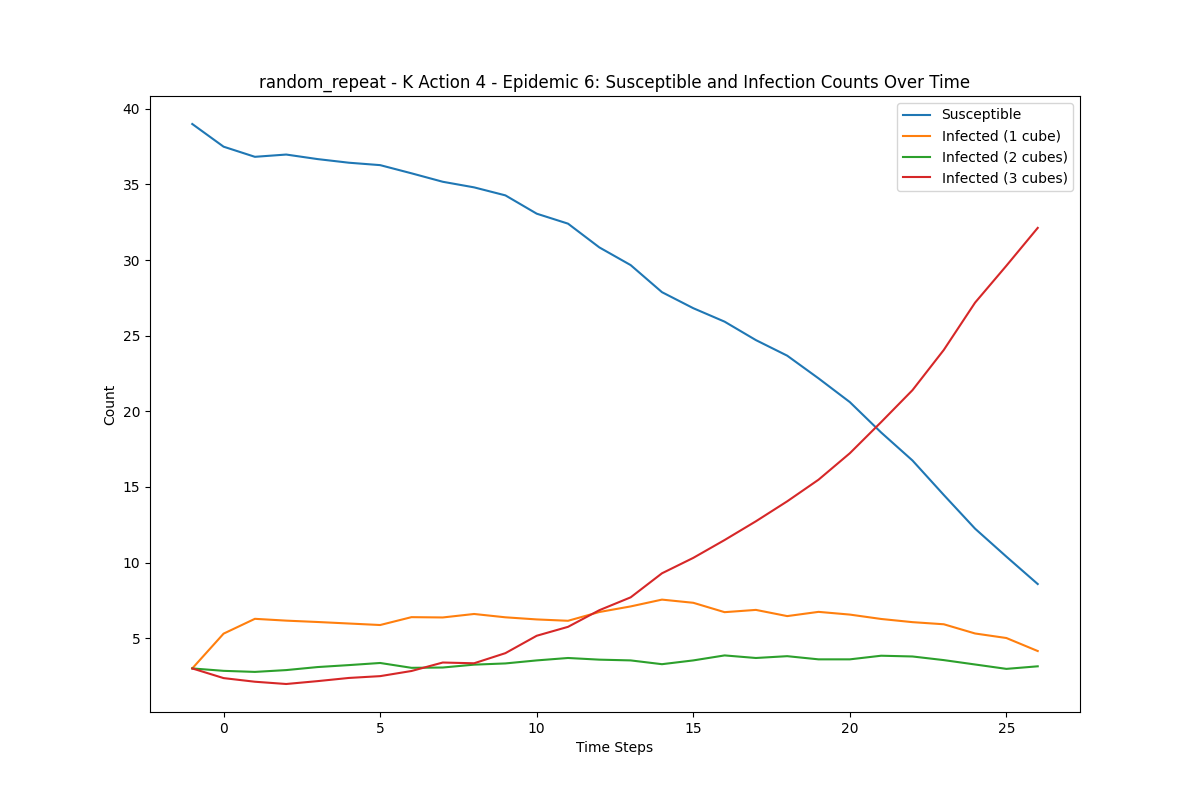 random_repeat - K Action 4 - Epidemic 6: Susceptible and Infection Counts Over Time
Susceptible
Infected (1 cube)
Infected (2 cubes)
Infected (3 cubes)
Count
40
35
30
25
20
15
10
5
0 5 10 15 20 25
Time Steps